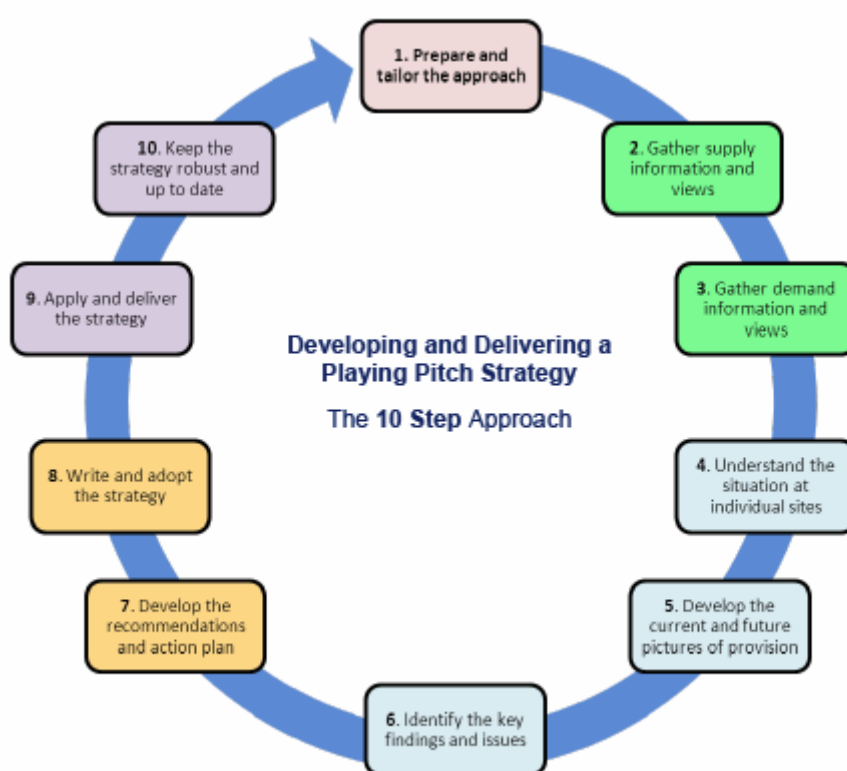 1. Prepare and
tailor the approach
2. Gather supply
information and
views
3. Gather demand
information and
views
4. Understand the
situation at
individual sites
5. Develop the
current and future
pictures of provision
6. Identify the key
findings and issues
7. Develop the
recommendations
and action plan
8. Write and adopt
the strategy
9. Apply and deliver
the strategy
10. Keep the
strategy robust and
up to date
Developing and Delivering a
Playing Pitch Strategy
The 10 Step Approach